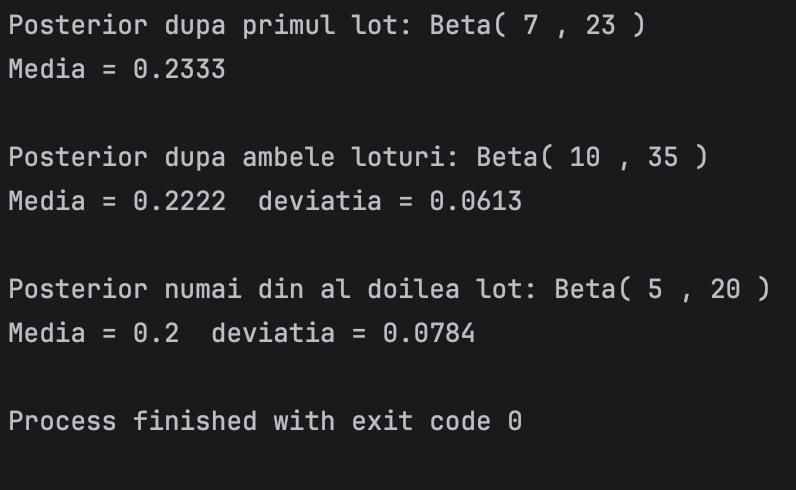 Posterior dupa primul lot: Beta( 7 , 23 )
Media = 0.2333
Posterior dupa ambele loturi: Beta( 10 , 35 )
Media = 0.2222  deviatia = 0.0613
Posterior numai din al doilea lot: Beta( 5 , 20 )
Media = 0.2  deviatia = 0.0784
Process finished with exit code 0